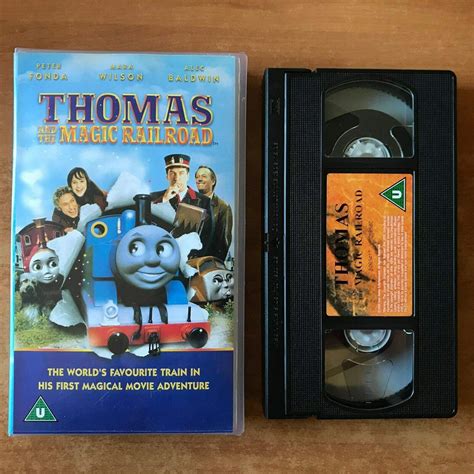 PETER FONDA
MARA WILSON
ALEC BALDWIN
THOMAS
AND THE MAGIC RAILROAD
THE WORLD'S FAVOURITE TRAIN IN
HIS FIRST MAGICAL MOVIE ADVENTURE
U
THOMAS
MAGIC RAILROAD
U